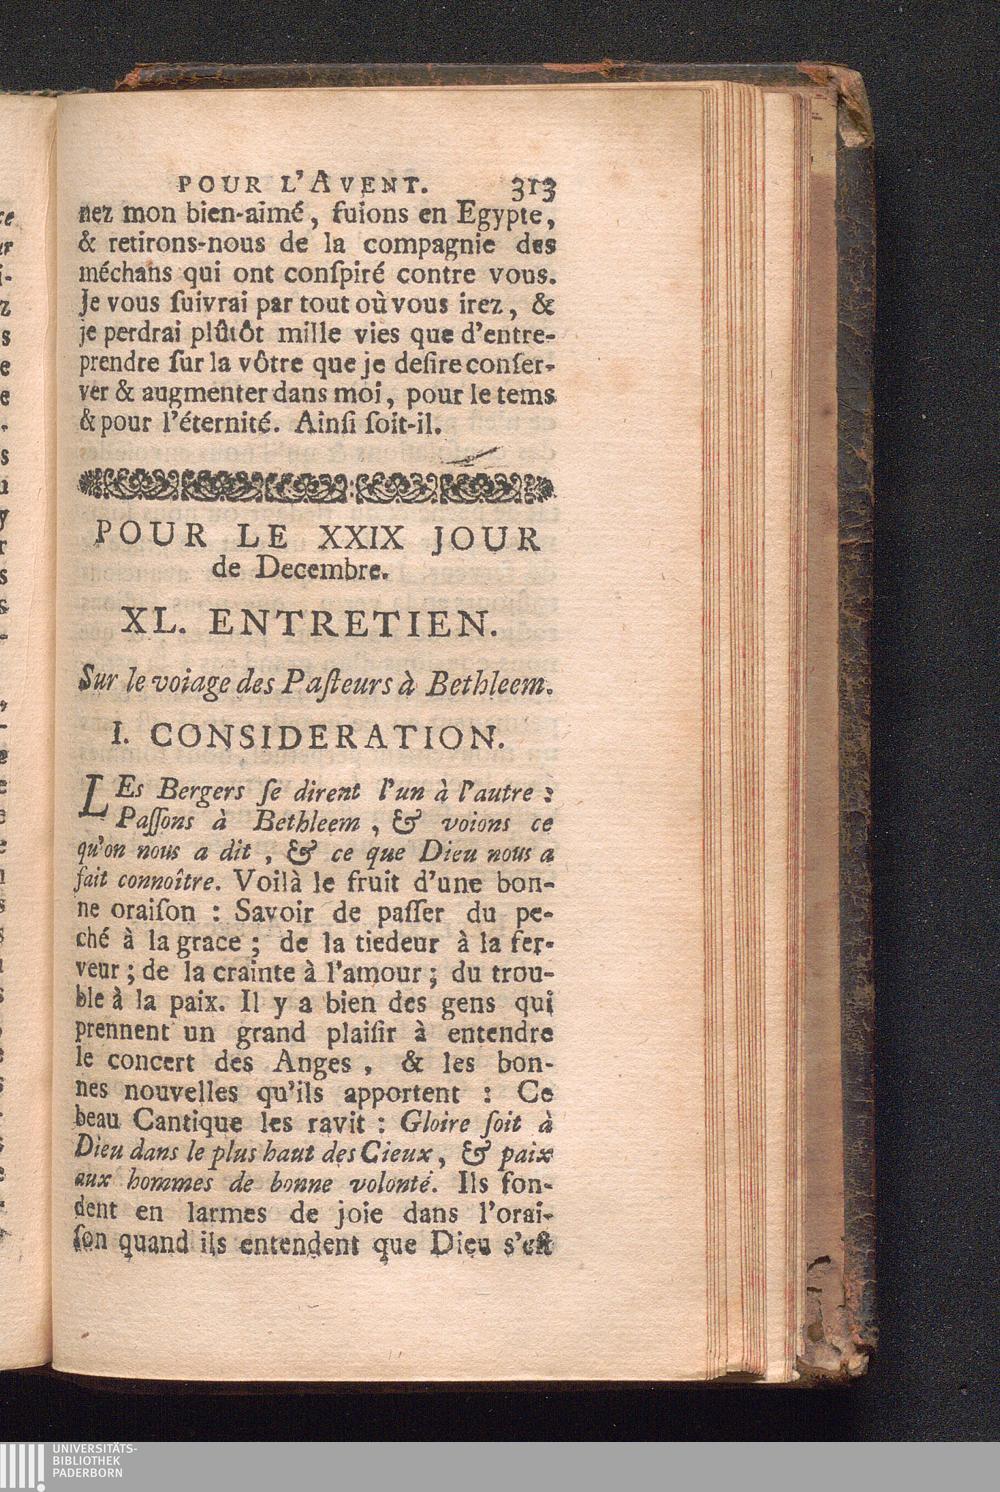 POUR L'AVENT. 313
nez mon bien-aimé, fuions en Egypte,
& retirons-nous de la compagnie des
méchans qui ont conſpiré contre vous.
Je vous ſuivrai par tout où vous irez, &
je perdrai plûtôt mille vies que d'entre-
prendre ſur la vôtre que je deſire conſer-
ver & augmenter dans moi, pour le tems
& pour l'éternité. Ainſi ſoit-il.
POUR LE XXIX JOUR
de Decembre.
XL. ENTRETIEN.
Sur le voiage des Paſteurs à Bethleem.
I. CONSIDERATION.
LEs Bergers ſe dirent l'un à l'autre :
Paſſons à Bethleem, & voions ce
qu'on nous a dit, & ce que Dieu nous a
fait connoître. Voilà le fruit d'une bon-
ne oraiſon : Savoir de paſſer du pe-
ché à la grace ; de la tiedeur à la fer-
veur ; de la crainte à l'amour ; du trou-
ble à la paix. Il y a bien des gens qui
prennent un grand plaiſir à entendre
le concert des Anges, & les bon-
nes nouvelles qu'ils apportent : Ce
beau Cantique les ravit : Gloire ſoit à
Dieu dans le plus haut des Cieux, & paix
aux hommes de bonne volonté. Ils fon-
dent en larmes de joie dans l'orai-
ſon quand ils entendent que Dieu s'eſt
UNIVERSITÄTS-
BIBLIOTHEK
PADERBORN